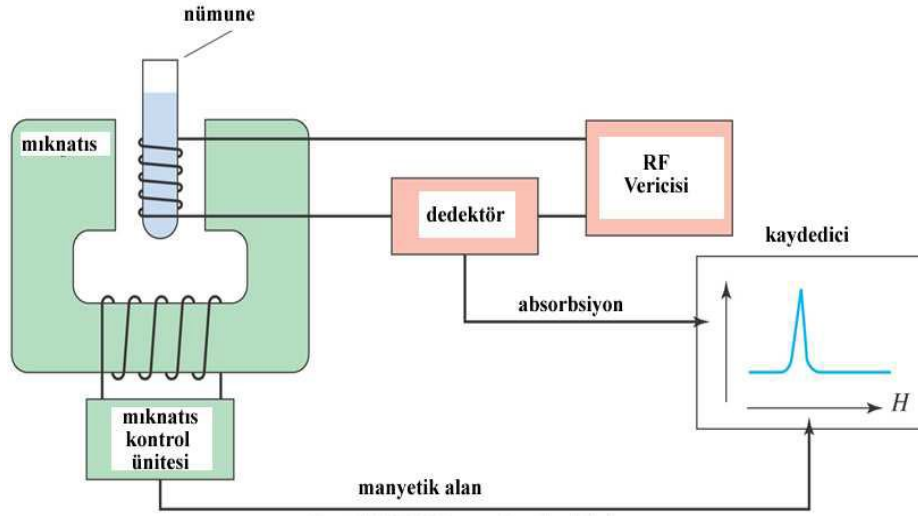 nümune
mıknatıs
RF
Vericisi
dedektör
kaydedici
absorbsiyon
H
mıknatıs
kontrol
ünitesi
manyetik alan